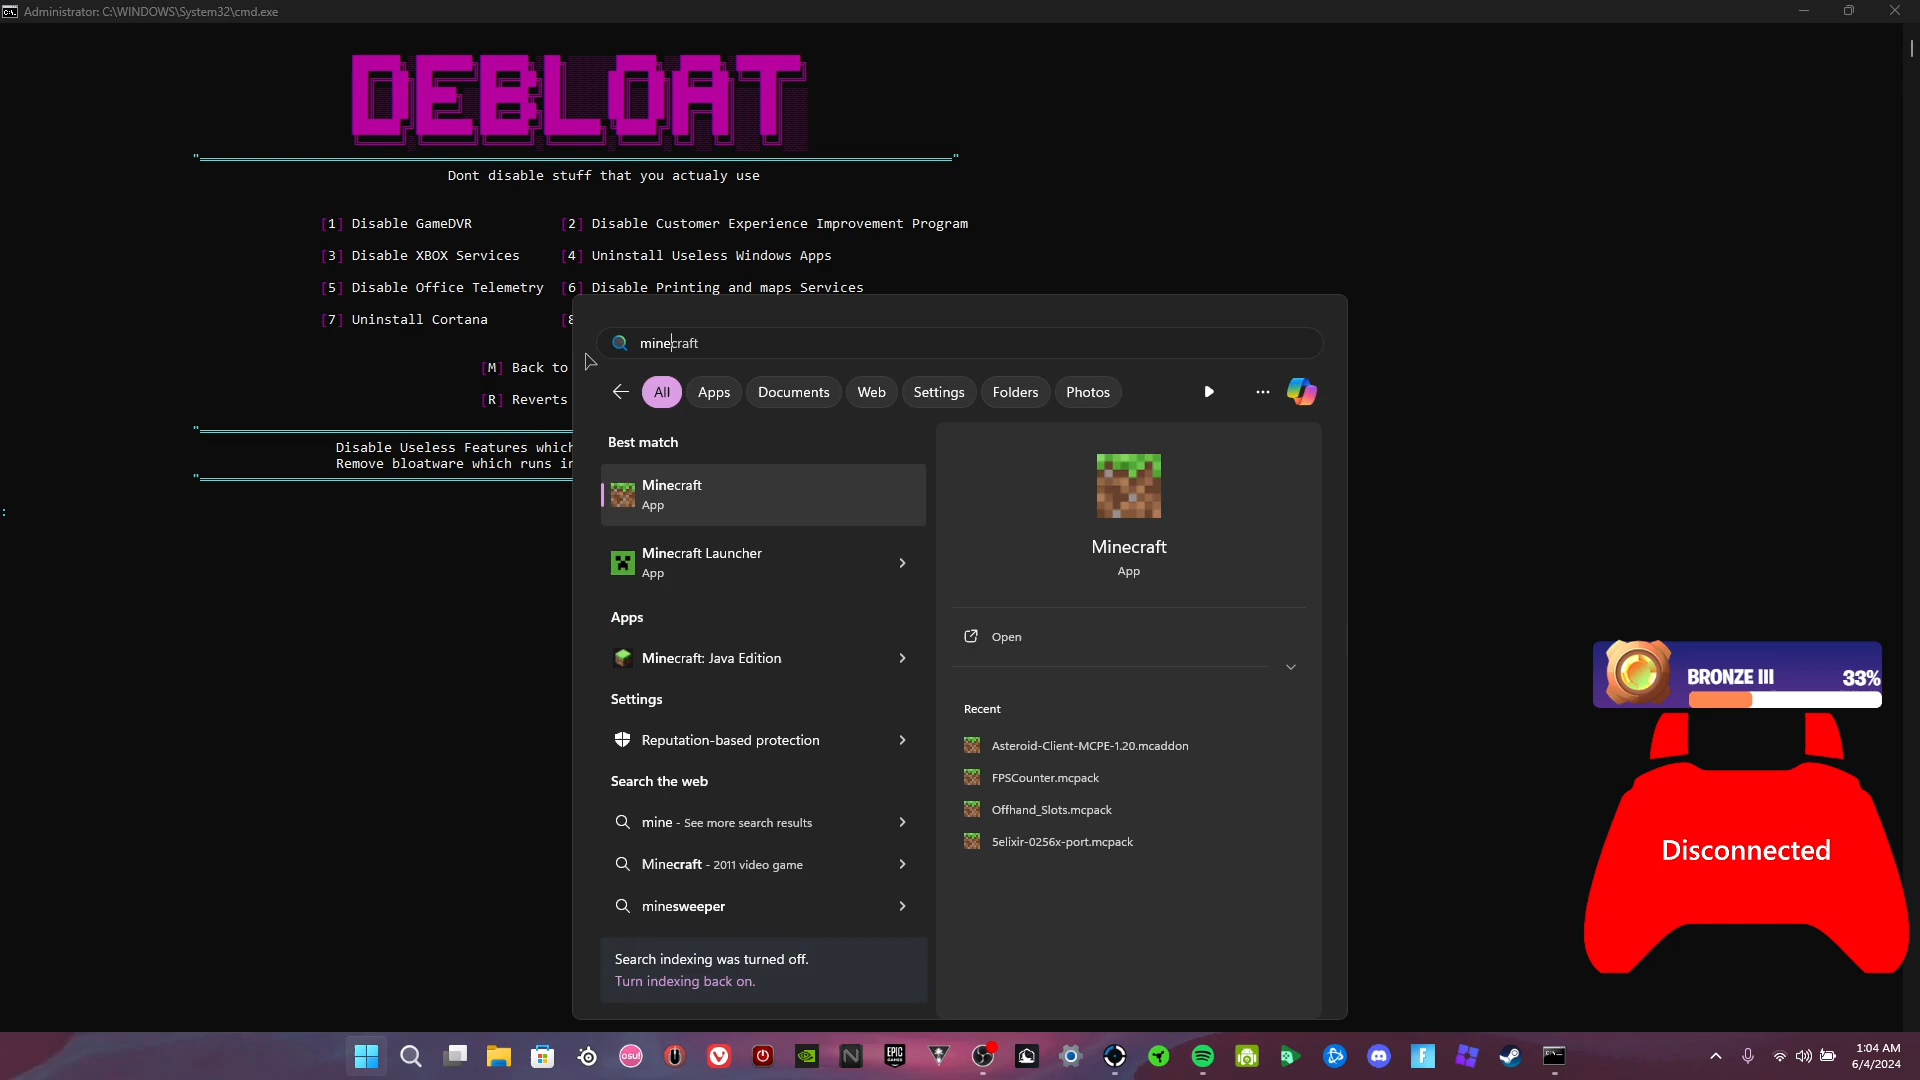 Administrator: C:\WINDOWS\System32\cmd.exe
DEBLOAT
Dont disable stuff that you actualy use
[1] Disable GameDVR
[2] Disable Customer Experience Improvement Program
[3] Disable XBOX Services
[4] Uninstall Useless Windows Apps
[5] Disable Office Telemetry
[6] Disable Printing and maps Services
[7] Uninstall Cortana
[8
[M] Back to
[R] Reverts
Disable Useless Features which
Remove bloatware which runs in
:
minecraft
All
Apps
Documents
Web
Settings
Folders
Photos
Best match
Minecraft
App
Minecraft Launcher
App
Apps
Minecraft: Java Edition
Settings
Reputation-based protection
Search the web
mine - See more search results
Minecraft - 2011 video game
minesweeper
Search indexing was turned off.
Turn indexing back on.
Minecraft
App
Open
Recent
Asteroid-Client-MCPE-1.20.mcaddon
FPSCounter.mcpack
Offhand_Slots.mcpack
5elixir-0256x-port.mcpack
BRONZE III
33%
Disconnected
osu!
EPIC
GAMES
1:04 AM
6/4/2024